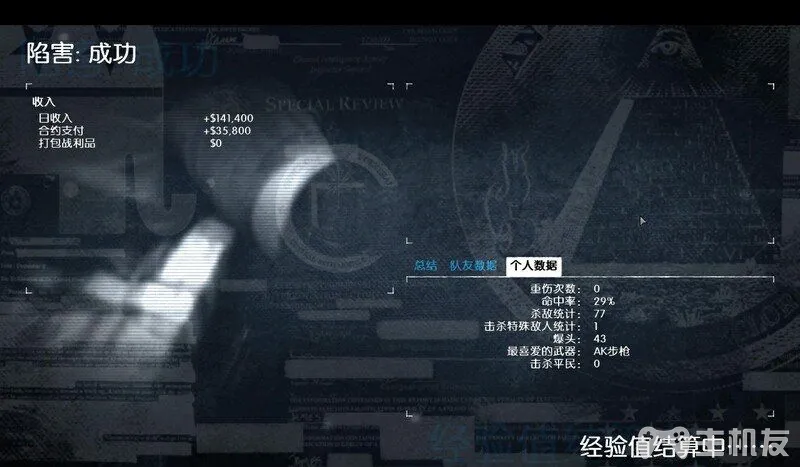 陷害: 成功
收入
日收入 +$141,400
合约支付 +$35,800
打包战利品 $0
SPECIAL REVIEW
总结 队友数据 个人数据
重伤次数: 0
命中率: 29%
杀敌统计: 77
击杀特殊敌人统计: 1
爆头: 43
最喜爱的武器: AK步枪
击杀平民: 0
经验值结算中······
主机友